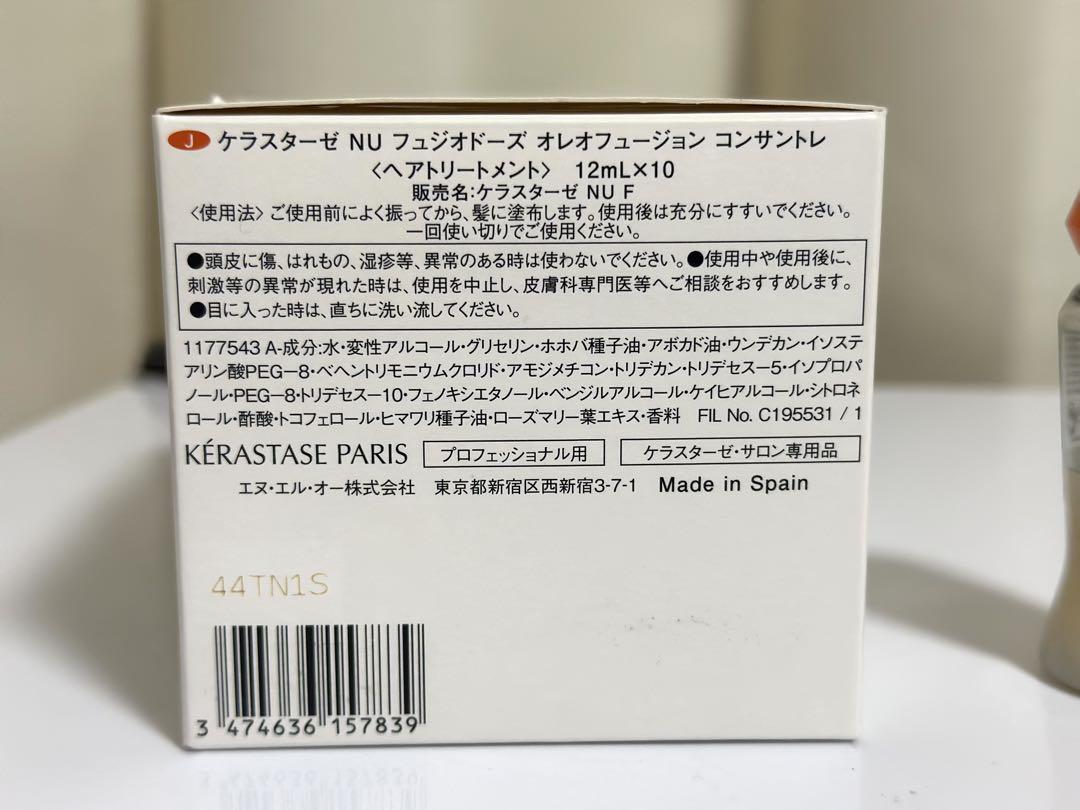 J ケラスターゼ NU フュジオドーズ オレオフュージョン コンサントレ
〈ヘアトリートメント〉 12mL×10
販売名:ケラスターゼ NU F
〈使用法〉ご使用前によく振ってから、髪に塗布します。使用後は充分にすすいでください。
一回使い切りでご使用ください。
●頭皮に傷、はれもの、湿疹等、異常のある時は使わないでください。●使用中や使用後に、
刺激等の異常が現れた時は、使用を中止し、皮膚科専門医等へご相談をおすすめします。
●目に入った時は、直ちに洗い流してください。
1177543 A-成分:水・変性アルコール・グリセリン・ホホバ種子油・アボカド油・ウンデカン・イソステ
アリン酸PEG-8・ベヘントリモニウムクロリド・アモジメチコン・トリデカン・トリデセス-5・イソプロパ
ノール・PEG-8・トリデセス-10・フェノキシエタノール・ベンジルアルコール・ケイヒアルコール・シトロネ
ロール・酢酸・トコフェロール・ヒマワリ種子油・ローズマリー葉エキス・香料 FIL No. C195531 / 1
KÉRASTASE PARIS プロフェッショナル用 ケラスターゼ・サロン専用品
エヌ・エル・オー株式会社 東京都新宿区西新宿3-7-1 Made in Spain
44TN1S
3 474636 157839